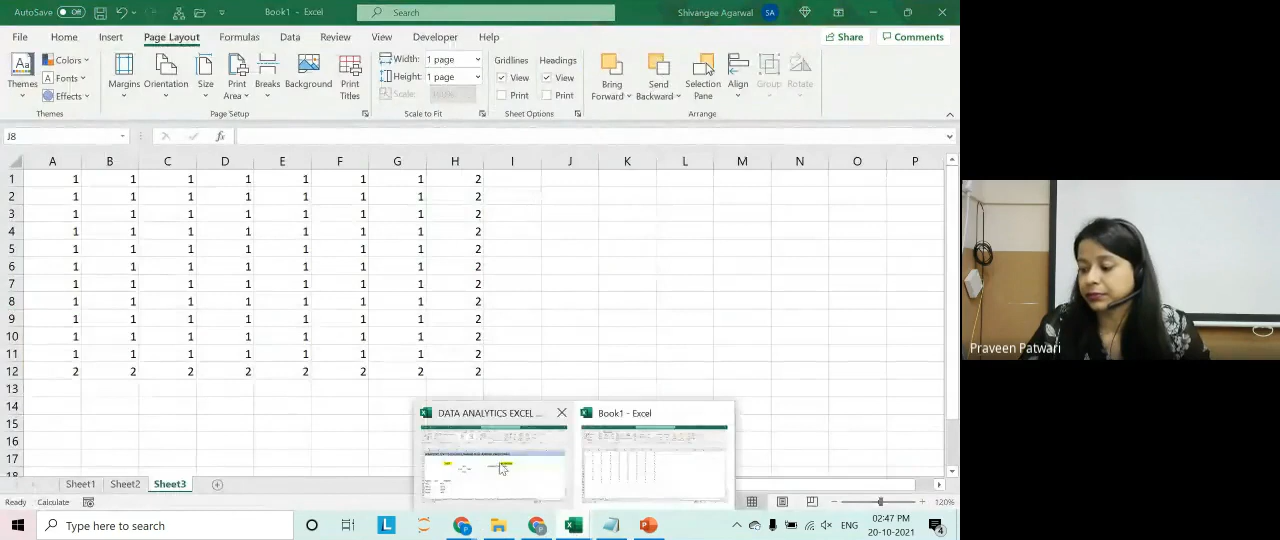 AutoSave Off Book1 - Excel Search Shivangee Agarwal SA
File Home Insert Page Layout Formulas Data Review View Developer Help Share Comments
Themes Colors Fonts Effects Margins Orientation Size Print Area Breaks Background Print Titles Width: 1 page Height: 1 page Scale: Gridlines View Print Headings View Print Bring Forward Send Backward Selection Pane Align Group Rotate
Themes Page Setup Scale to Fit Sheet Options Arrange
J8 fx
A B C D E F G H I J K L M N O P
1 1 1 1 1 1 1 1 2
2 1 1 1 1 1 1 1 2
3 1 1 1 1 1 1 1 2
4 1 1 1 1 1 1 1 2
5 1 1 1 1 1 1 1 2
6 1 1 1 1 1 1 1 2
7 1 1 1 1 1 1 1 2
8 1 1 1 1 1 1 1 2
9 1 1 1 1 1 1 1 2
10 1 1 1 1 1 1 1 2
11 1 1 1 1 1 1 1 2
12 2 2 2 2 2 2 2 2
13
14
15
16
17
18
DATA ANALYTICS EXCEL ... Book1 - Excel
Sheet1 Sheet2 Sheet3
Ready Calculate 120%
Type here to search L P P ENG 02:47 PM
20-10-2021 4
Praveen Patwari